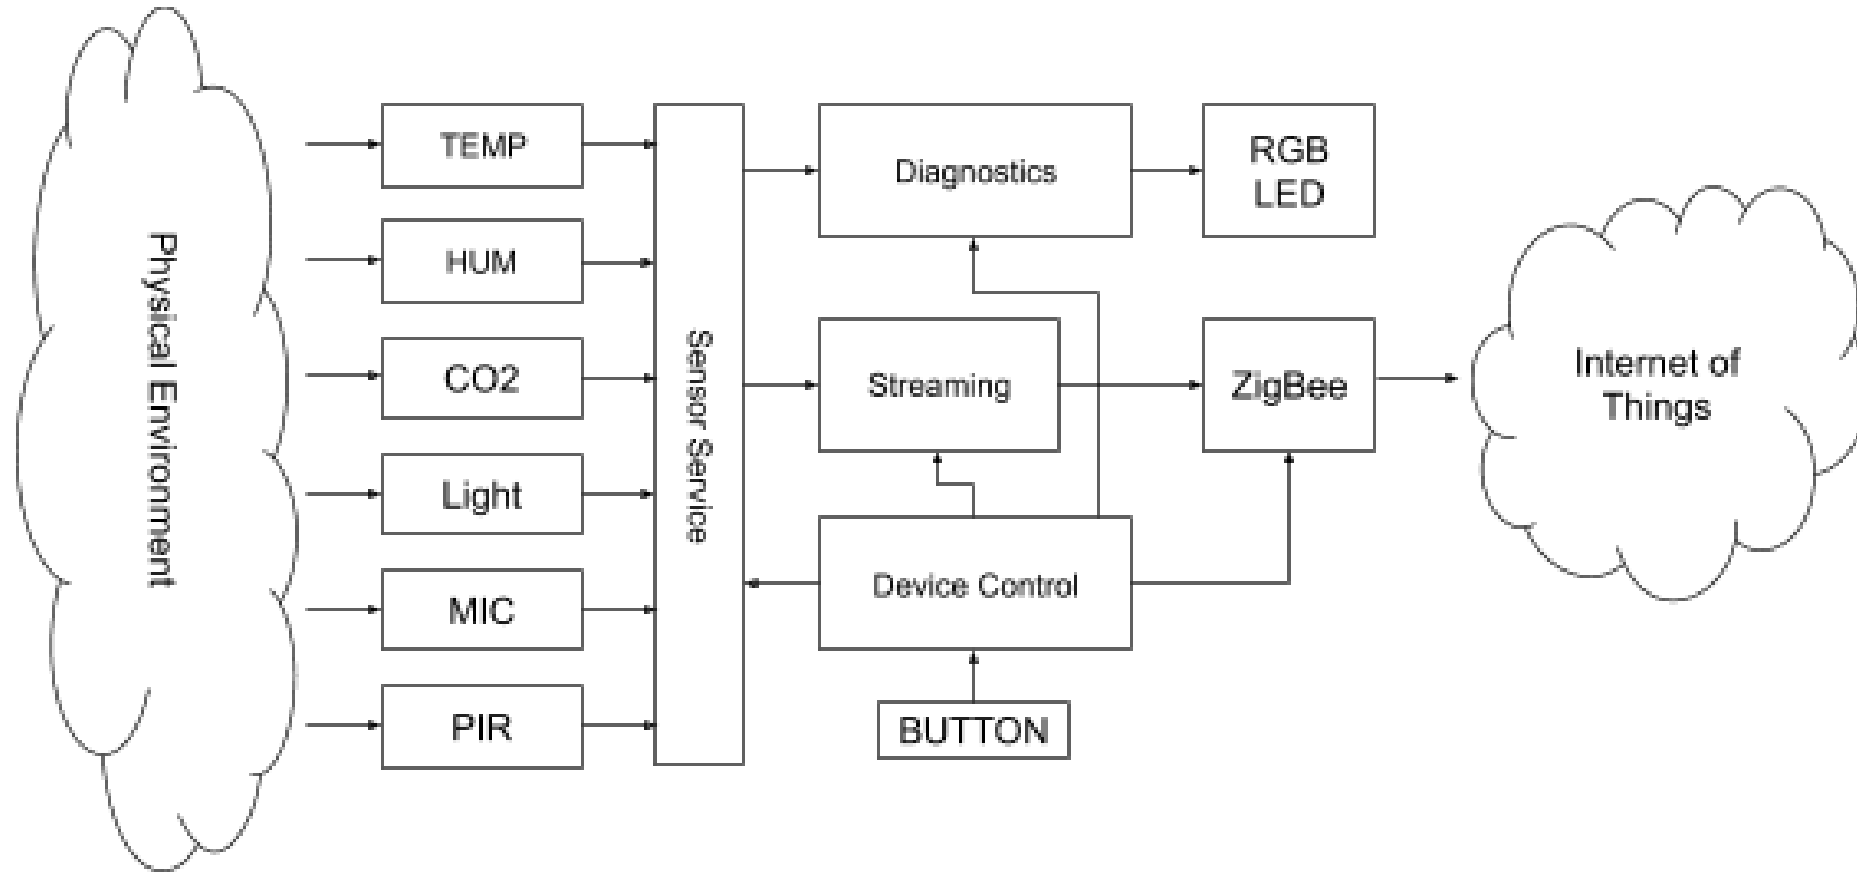 Physical Environment
TEMP
HUM
CO2
Light
MIC
PIR
Sensor Service
Diagnostics
RGB
LED
Streaming
ZigBee
Device Control
BUTTON
Internet of
Things